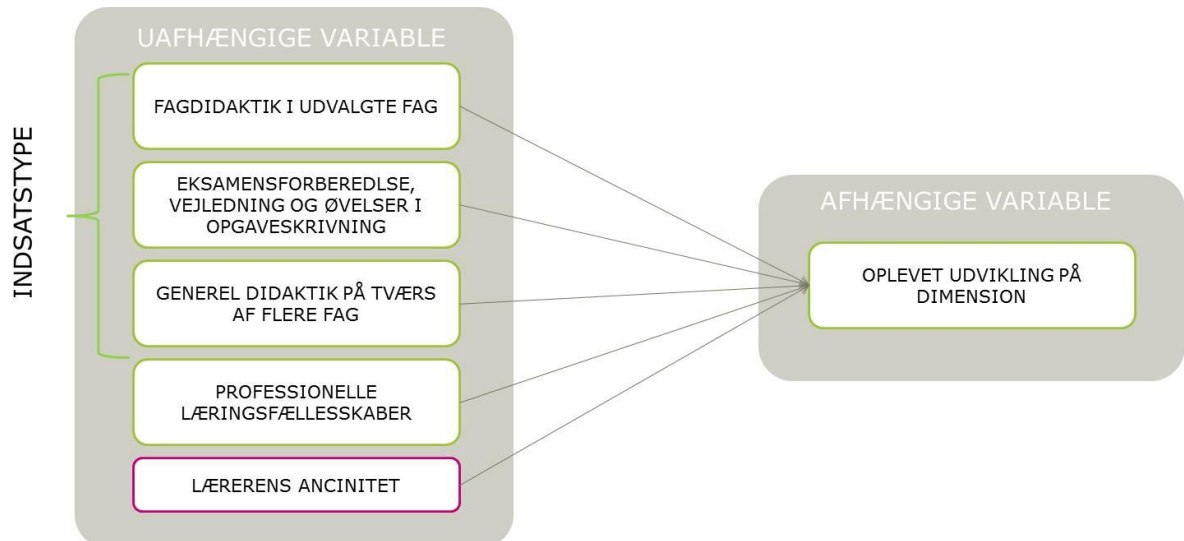 INDSATSTYPE
UAFHÆNGIGE VARIABLE
FAGDIDAKTIK I UDVALGTE FAG
EKSAMENSFORBEREDLSE,
VEJLEDNING OG ØVELSER I
OPGAVESKRIVNING
GENEREL DIDAKTIK PÅ TVÆRS
AF FLERE FAG
PROFESSIONELLE
LÆRINGSFÆLLESSKABER
LÆRERENS ANCINITET
AFHÆNGIGE VARIABLE
OPLEVET UDVIKLING PÅ
DIMENSION